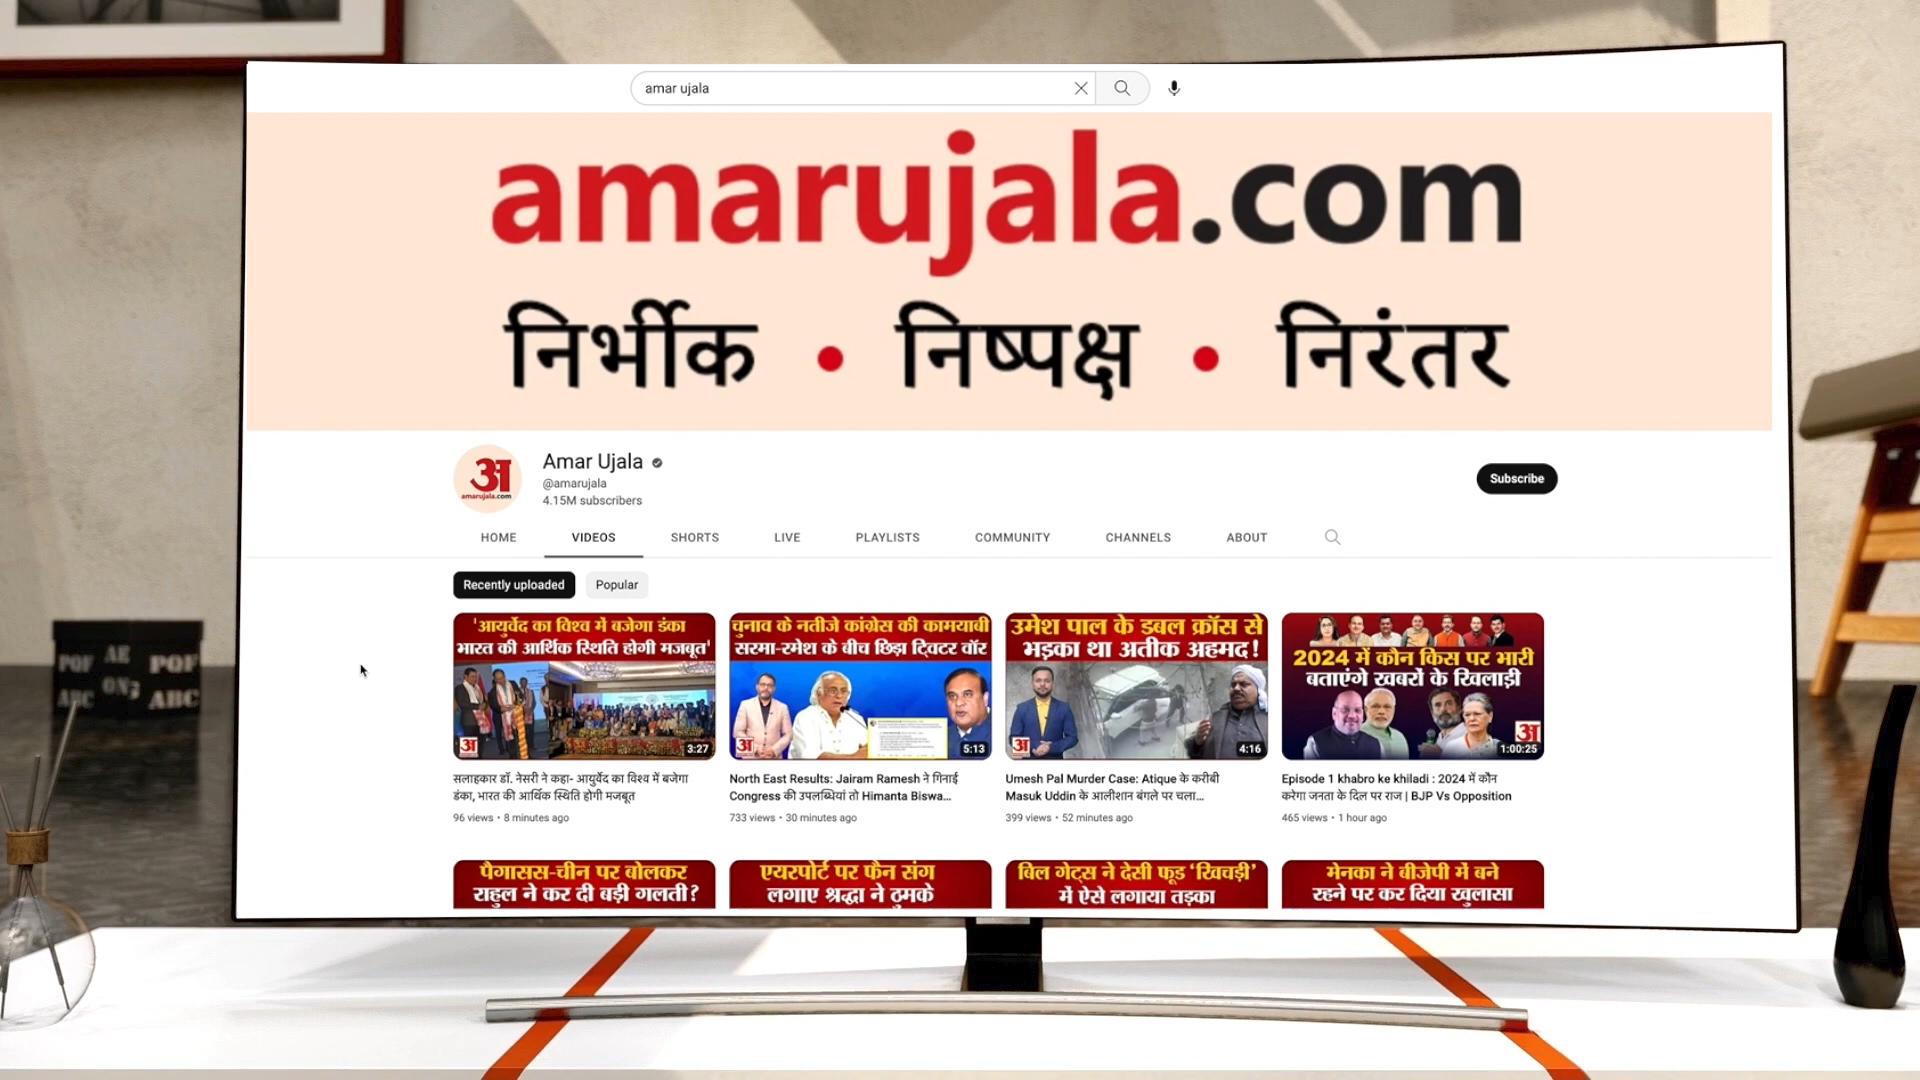 amar ujala
amarujala.com
निर्भीक • निष्पक्ष • निरंतर
अ
amarujala.com
Amar Ujala
@amarujala
4.15M subscribers
Subscribe
HOME VIDEOS SHORTS LIVE PLAYLISTS COMMUNITY CHANNELS ABOUT
Recently uploaded Popular
'आयुर्वेद का विश्व में बजेगा डंका
भारत की आर्थिक स्थिति होगी मजबूत'
अ
3:27
सलाहकार डॉ. नेसरी ने कहा- आयुर्वेद का विश्व में बजेगा
डंका, भारत की आर्थिक स्थिति होगी मजबूत
96 views • 8 minutes ago
चुनाव के नतीजे कांग्रेस की कामयाबी
सरमा-रमेश के बीच छिड़ा ट्विटर वॉर
अ
5:13
North East Results: Jairam Ramesh ने गिनाई
Congress की उपलब्धियां तो Himanta Biswa...
733 views • 30 minutes ago
उमेश पाल के डबल क्रॉस से
भड़का था अतीक अहमद!
अ
4:16
Umesh Pal Murder Case: Atique के करीबी
Masuk Uddin के आलीशान बंगले पर चला...
399 views • 52 minutes ago
2024 में कौन किस पर भारी
बताएंगे खबरों के खिलाड़ी
अ
1:00:25
Episode 1 khabro ke khiladi : 2024 में कौन
करेगा जनता के दिल पर राज | BJP Vs Opposition
465 views • 1 hour ago
पैगासस-चीन पर बोलकर
राहुल ने कर दी बड़ी गलती?
एयरपोर्ट पर फैन संग
लगाए श्रद्धा ने ठुमके
बिल गेट्स ने देसी फूड 'खिचड़ी'
में ऐसे लगाया तड़का
मेनका ने बीजेपी में बने
रहने पर कर दिया खुलासा
POF AE POF
ABC ABC